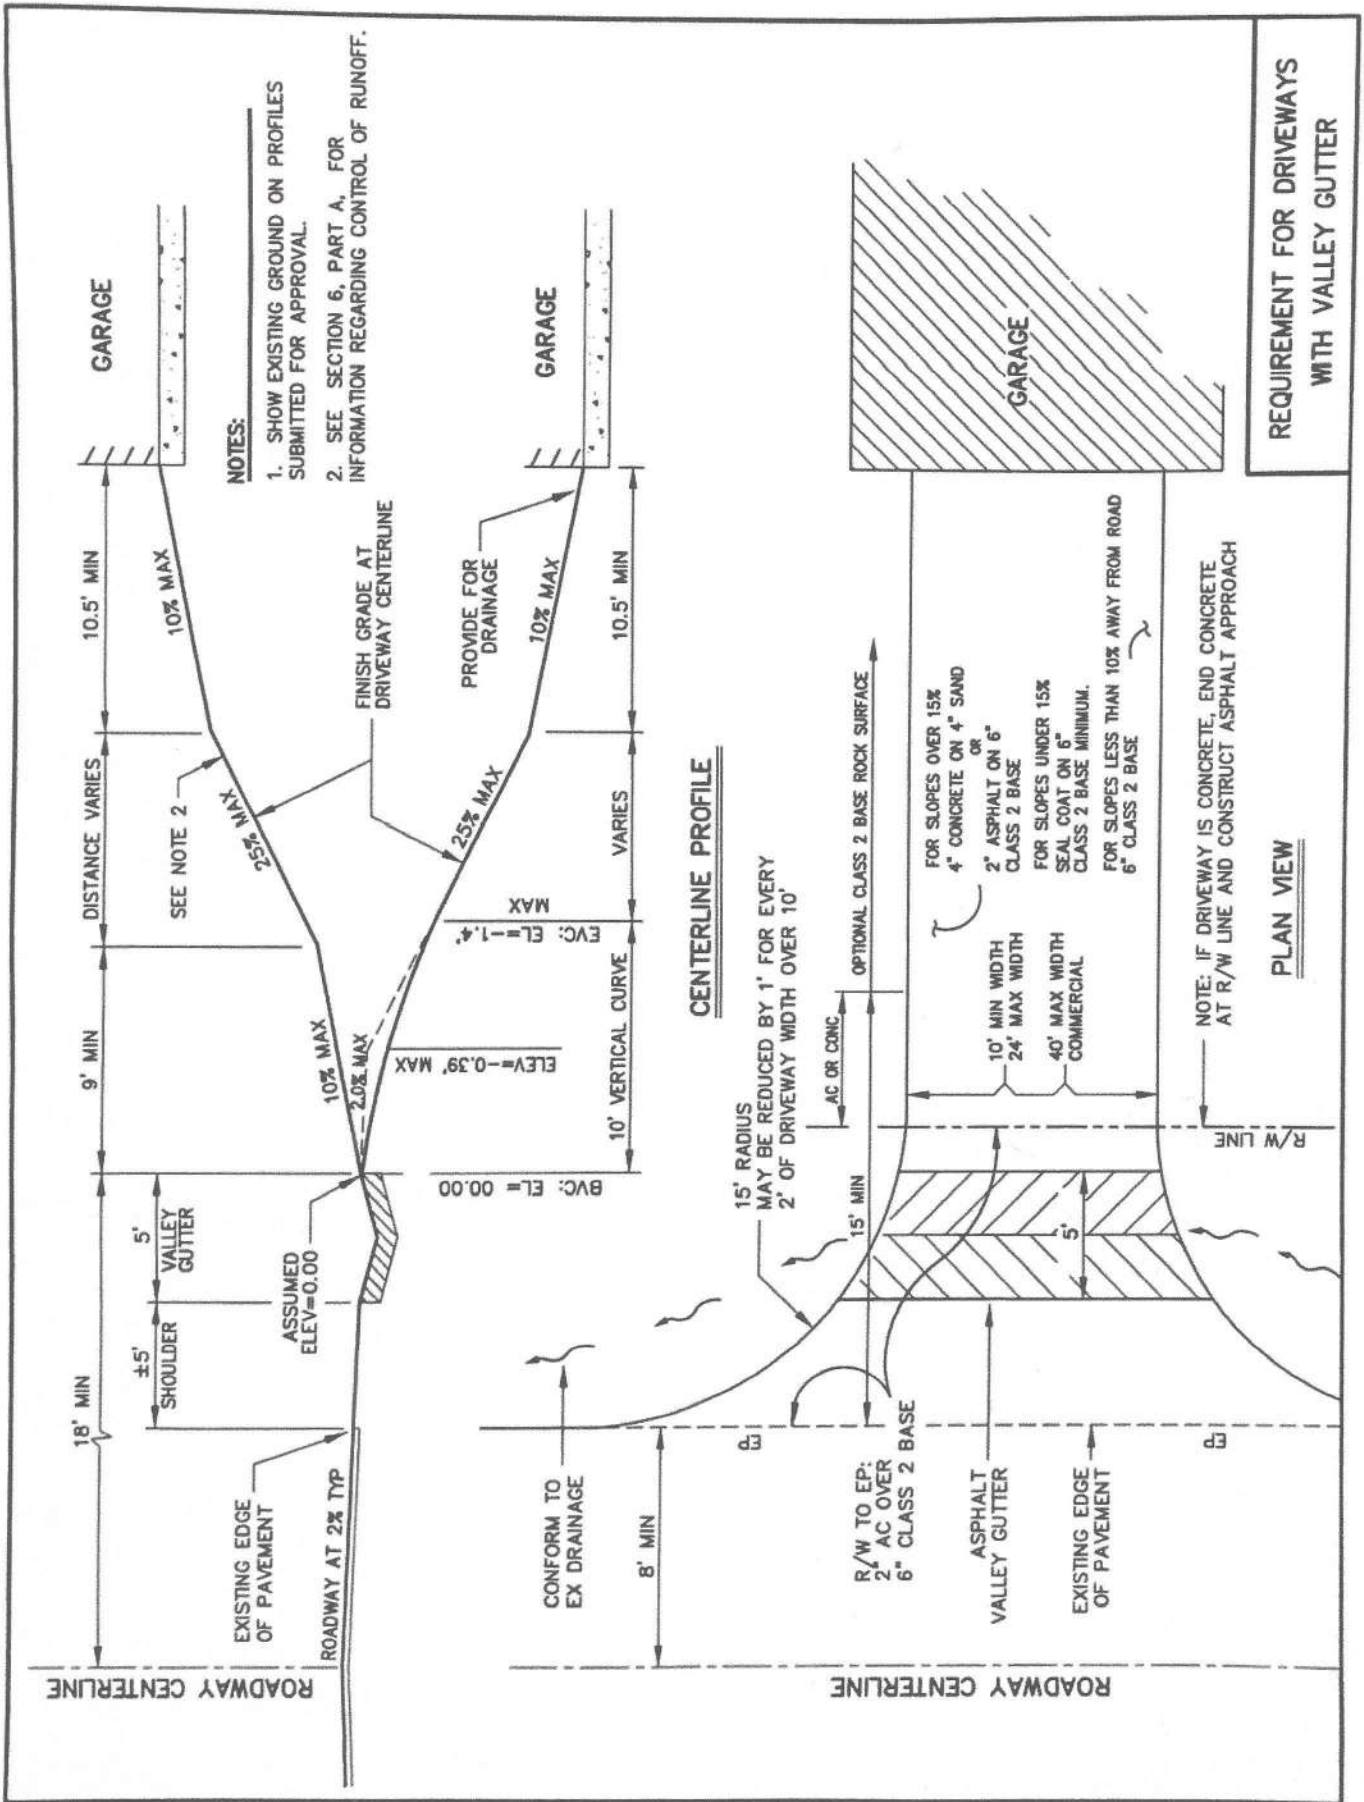 ROADWAY CENTERLINE
18' MIN
±5'
SHOULDER
5'
VALLEY
GUTTER
9' MIN
DISTANCE VARIES
10.5' MIN
GARAGE
EXISTING EDGE
OF PAVEMENT
ROADWAY AT 2% TYP
ASSUMED
ELEV=0.00
10% MAX
2.0% MAX
SEE NOTE 2
25% MAX
10% MAX
NOTES:
1. SHOW EXISTING GROUND ON PROFILES
SUBMITTED FOR APPROVAL.
2. SEE SECTION 6, PART A, FOR
INFORMATION REGARDING CONTROL OF RUNOFF.
FINISH GRADE AT
DRIVEWAY CENTERLINE
PROVIDE FOR
DRAINAGE
BVC: EL= 00.00
ELEV=-0.39' MAX
EVC: EL=-1.4'
MAX
25% MAX
10% MAX
GARAGE
10' VERTICAL CURVE
VARIES
10.5' MIN
CENTERLINE PROFILE
CONFORM TO
EX DRAINAGE
15' RADIUS
MAY BE REDUCED BY 1' FOR EVERY
2' OF DRIVEWAY WIDTH OVER 10'
8' MIN
EP
15' MIN
AC OR CONC
OPTIONAL CLASS 2 BASE ROCK SURFACE
R/W TO EP:
2" AC OVER
6" CLASS 2 BASE
ASPHALT
VALLEY GUTTER
EXISTING EDGE
OF PAVEMENT
EP
5'
10' MIN WIDTH
24' MAX WIDTH
40' MAX WIDTH
COMMERCIAL
FOR SLOPES OVER 15%
4" CONCRETE ON 4" SAND
OR
2" ASPHALT ON 6"
CLASS 2 BASE
FOR SLOPES UNDER 15%
SEAL COAT ON 6"
CLASS 2 BASE MINIMUM.
FOR SLOPES LESS THAN 10% AWAY FROM ROAD
6" CLASS 2 BASE
GARAGE
ROADWAY CENTERLINE
R/W LINE
NOTE: IF DRIVEWAY IS CONCRETE, END CONCRETE
AT R/W LINE AND CONSTRUCT ASPHALT APPROACH
PLAN VIEW
REQUIREMENT FOR DRIVEWAYS
WITH VALLEY GUTTER